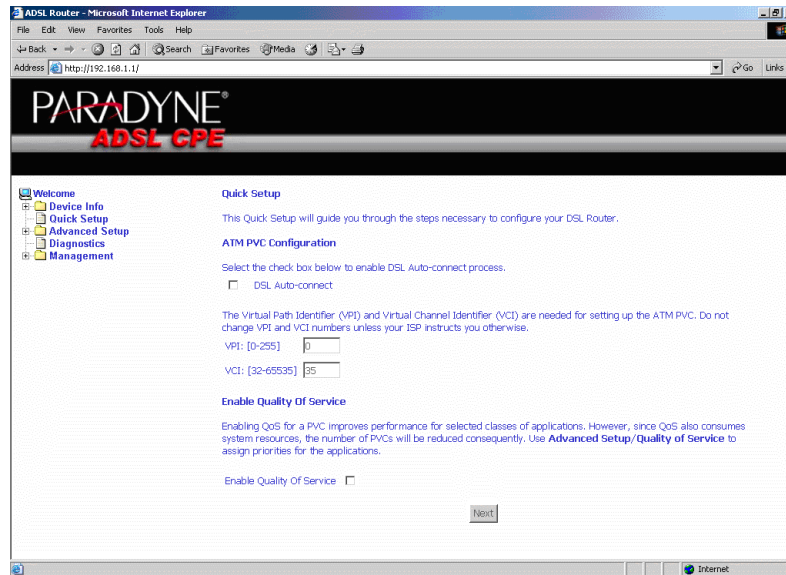 ADSL Router - Microsoft Internet Explorer
File Edit View Favorites Tools Help
Back Search Favorites Media
Address http://192.168.1.1/ Go Links
PARADYNE®
ADSL CPE
Welcome
Device Info
Quick Setup
Advanced Setup
Diagnostics
Management
Quick Setup
This Quick Setup will guide you through the steps necessary to configure your DSL Router.
ATM PVC Configuration
Select the check box below to enable DSL Auto-connect process.
DSL Auto-connect
The Virtual Path Identifier (VPI) and Virtual Channel Identifier (VCI) are needed for setting up the ATM PVC. Do not
change VPI and VCI numbers unless your ISP instructs you otherwise.
VPI: [0-255] 0
VCI: [32-65535] 35
Enable Quality Of Service
Enabling QoS for a PVC improves performance for selected classes of applications. However, since QoS also consumes
system resources, the number of PVCs will be reduced consequently. Use Advanced Setup/Quality of Service to
assign priorities for the applications.
Enable Quality Of Service
Next
Internet